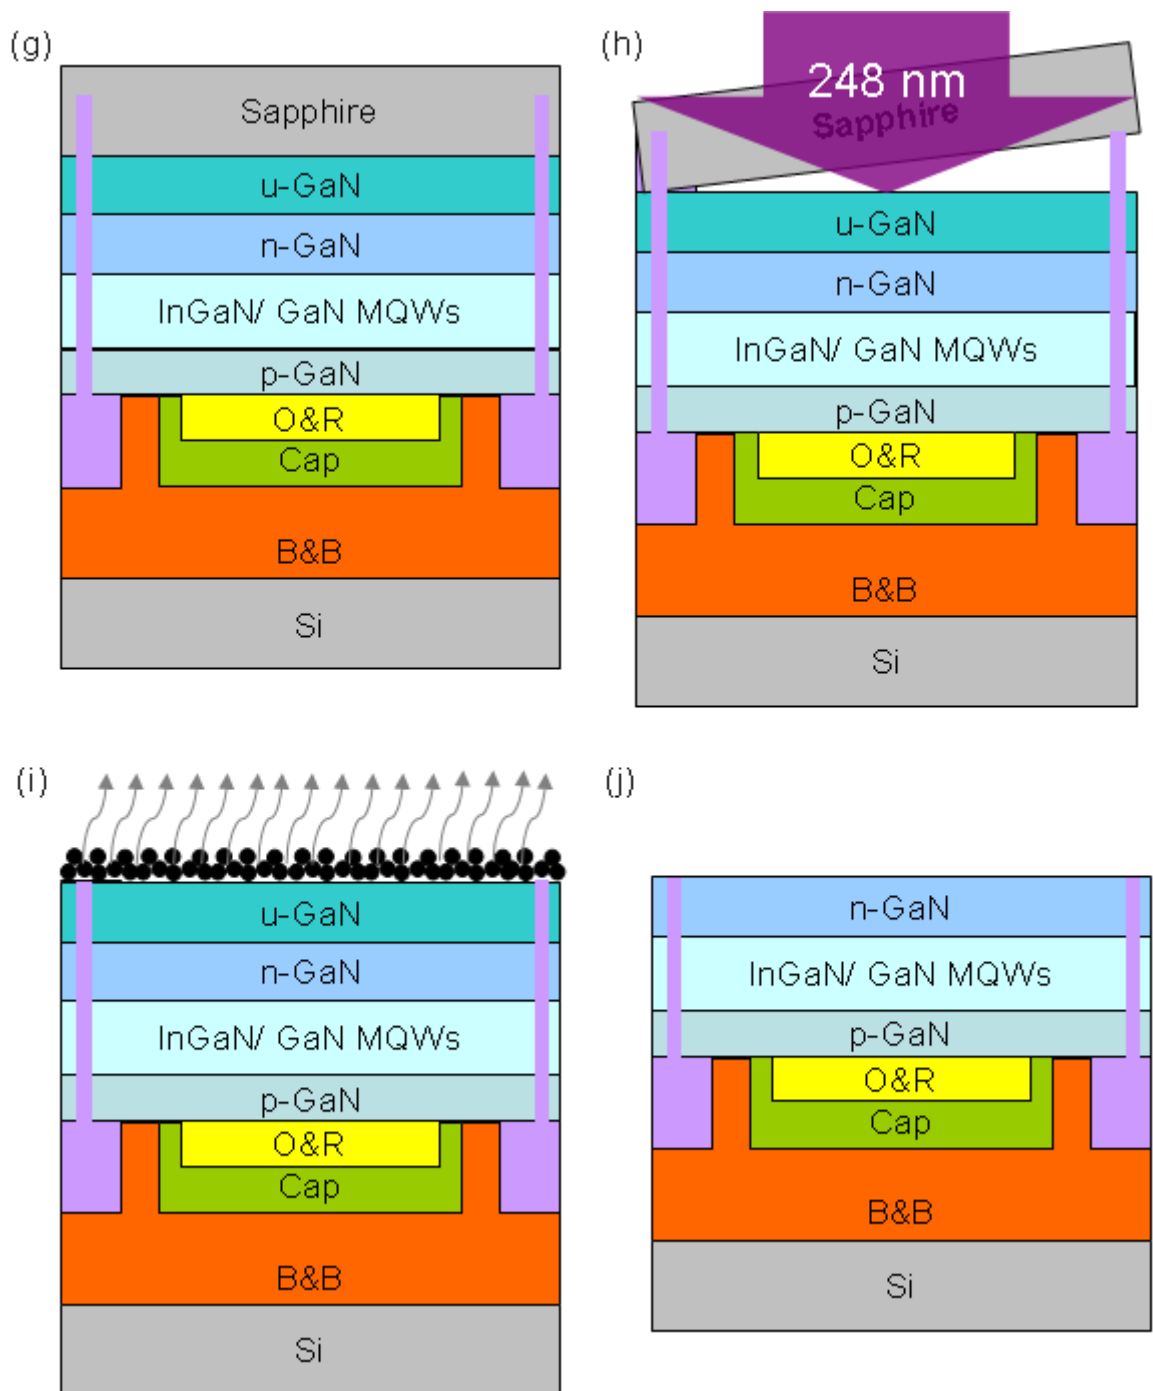 (g)
Sapphire
u-GaN
n-GaN
InGaN/ GaN MQWs
p-GaN
O&R
Cap
B&B
Si
(h)
248 nm
Sapphire
u-GaN
n-GaN
InGaN/ GaN MQWs
p-GaN
O&R
Cap
B&B
Si
(i)
u-GaN
n-GaN
InGaN/ GaN MQWs
p-GaN
O&R
Cap
B&B
Si
(j)
n-GaN
InGaN/ GaN MQWs
p-GaN
O&R
Cap
B&B
Si